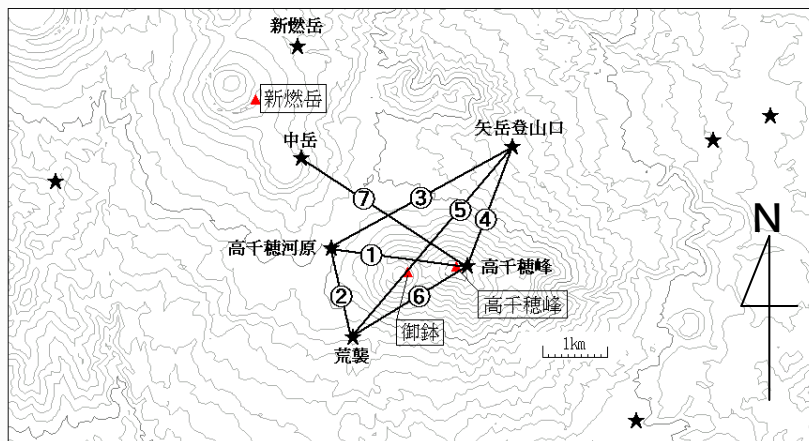 新燃岳
新燃岳
中岳
矢岳登山口
⑦
③
⑤
④
N
高千穂河原
①
高千穂峰
②
⑥
高千穂峰
御鉢
荒襲
1km